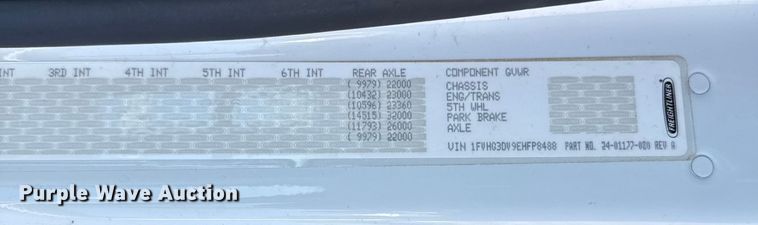 INT 3RD INT 4TH INT 5TH INT 6TH INT REAR AXLE COMPONENT GVWR
( 9979) 22000 CHASSIS
(10432) 23000 ENG/TRANS
(10596) 23360 5TH WHL
(14515) 32000 PARK BRAKE
(11793) 26000 AXLE
( 9979) 22000
VIN 1FVHG3DV9EHFP8488 PART NO. 24-01177-020 REV A
FREIGHTLINER
Purple Wave Auction